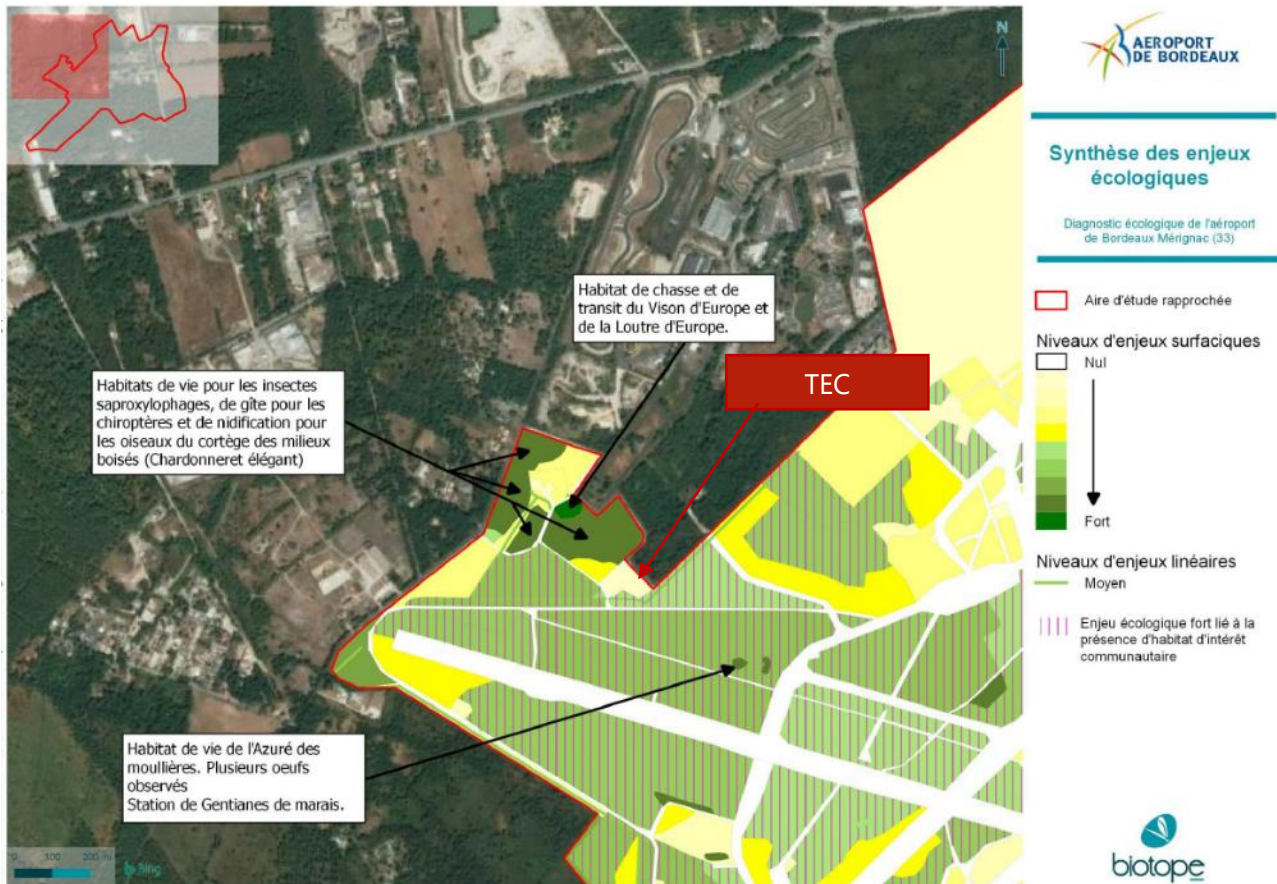 N
Habitat de chasse et de
transit du Vison d'Europe et
de la Loutre d'Europe.
TEC
Habitats de vie pour les insectes
saproxylophages, de gîte pour les
chiroptères et de nidification pour
les oiseaux du cortège des milieux
boisés (Chardonneret élégant)
Habitat de vie de l'Azuré des
moullières. Plusieurs oeufs
observés
Station de Gentianes de marais.
0 100 200 m
Bing
AEROPORT
DE BORDEAUX
Synthèse des enjeux
écologiques
Diagnostic écologique de l'aéroport
de Bordeaux Mérignac (33)
Aire d'étude rapprochée
Niveaux d'enjeux surfaciques
Nul
Fort
Niveaux d'enjeux linéaires
Moyen
Enjeu écologique fort lié à la
présence d'habitat d'intérêt
communautaire
biotope